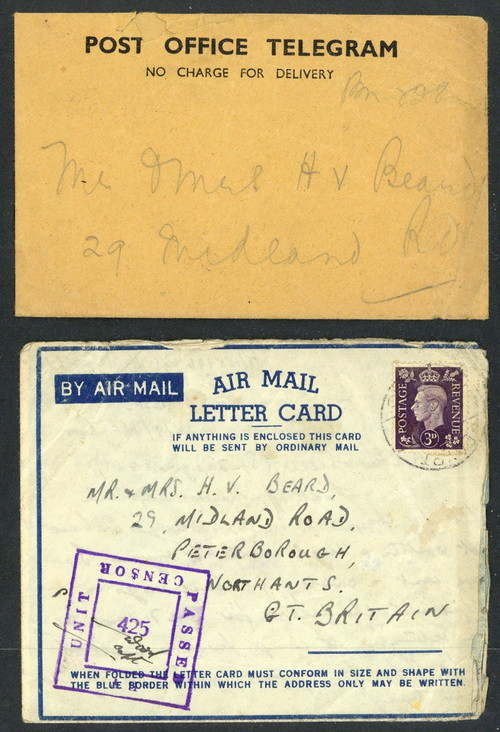 POST OFFICE TELEGRAM
NO CHARGE FOR DELIVERY
Mr & Mrs H V Beard
29 Midland Rd
BY AIR MAIL
AIR MAIL
LETTER CARD
IF ANYTHING IS ENCLOSED THIS CARD
WILL BE SENT BY ORDINARY MAIL
POSTAGE
REVENUE
3D
MR. & MRS. H. V. BEARD,
29, MIDLAND ROAD,
PETERBOROUGH,
NORTHANTS.
GT. BRITAIN
UNIT
CENSOR
PASSED
425
WHEN FOLDED THE LETTER CARD MUST CONFORM IN SIZE AND SHAPE WITH
THE BLUE BORDER WITHIN WHICH THE ADDRESS ONLY MAY BE WRITTEN.